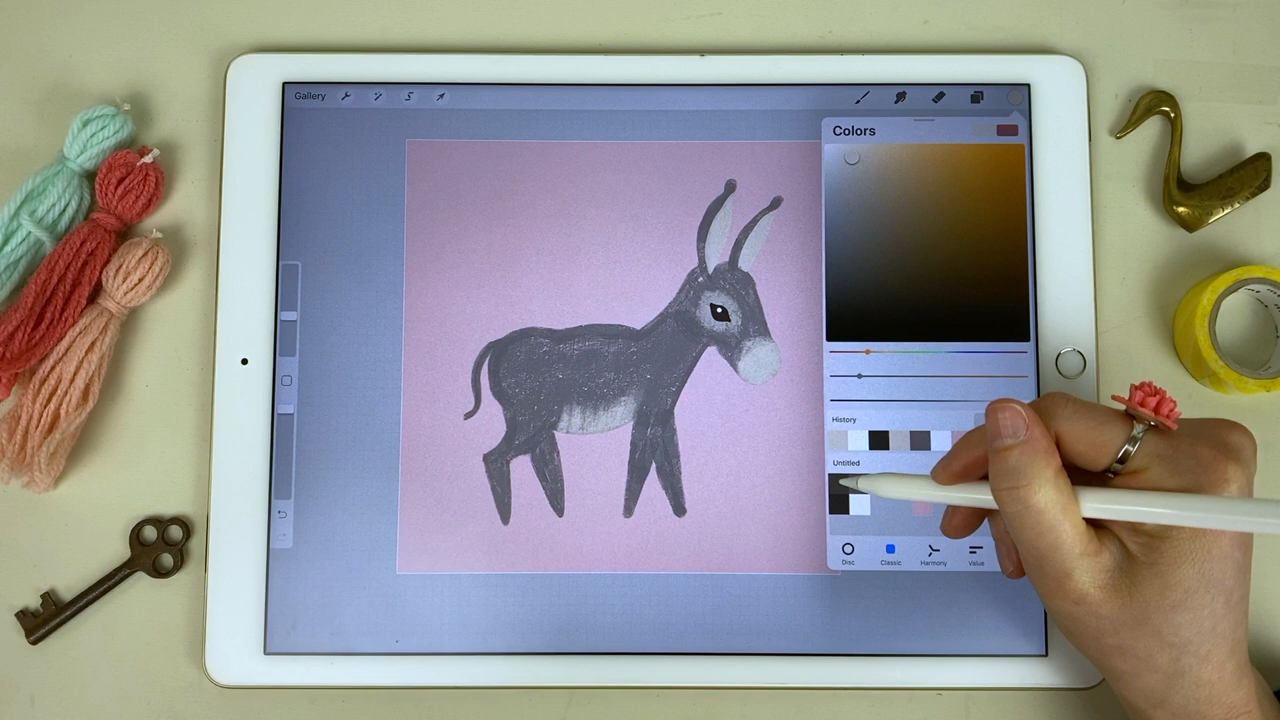 Gallery
Colors
History
Untitled
Disc
Classic
Harmony
Value